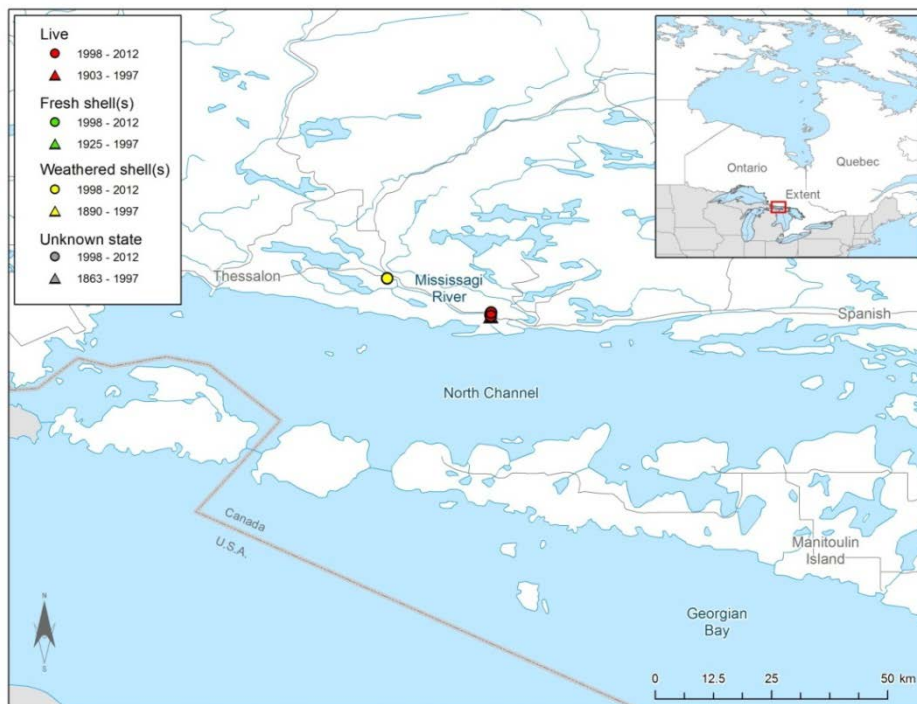 Live
1998 - 2012
1903 - 1997
Fresh shell(s)
1998 - 2012
1925 - 1997
Weathered shell(s)
1998 - 2012
1890 - 1997
Unknown state
1998 - 2012
1863 - 1997
Ontario
Quebec
Extent
Thessalon
Mississagi
River
Spanish
North Channel
Canada
U.S.A.
Manitoulin
Island
Georgian
Bay
N
S
0 12.5 25 50 km